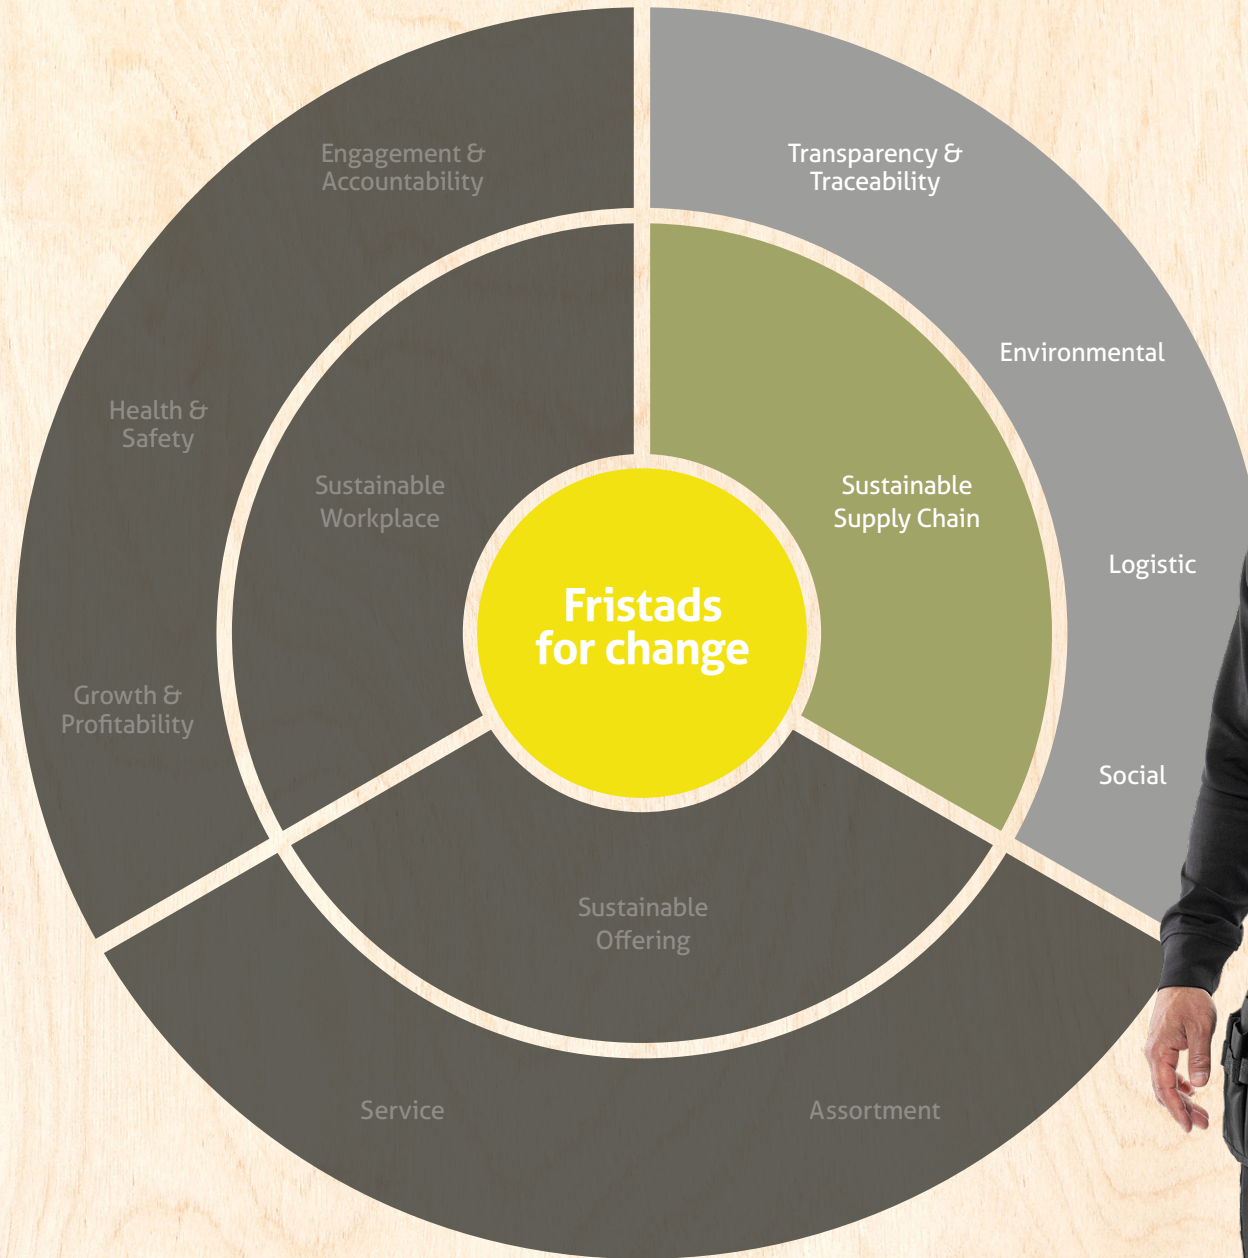 Engagement &
Accountability
Transparency &
Traceability
Environmental
Health &
Safety
Sustainable
Workplace
Sustainable
Supply Chain
Logistic
Fristads
for change
Growth &
Profitability
Social
Sustainable
Offering
Service
Assortment